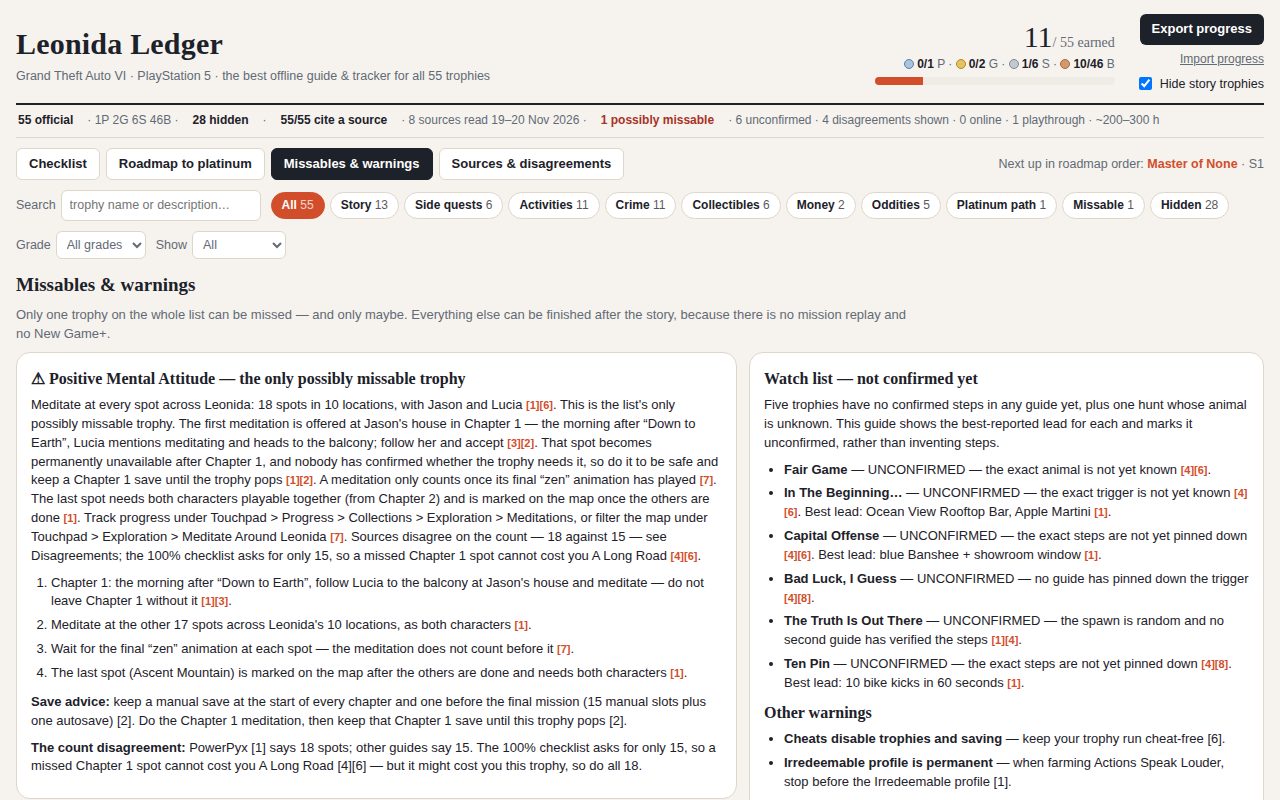 Leonida Ledger
Grand Theft Auto VI · PlayStation 5 · the best offline guide & tracker for all 55 trophies
11 / 55 earned
0/1 P · 0/2 G · 1/6 S · 10/46 B
Export progress
Import progress
Hide story trophies
55 official · 1P 2G 6S 46B · 28 hidden · 55/55 cite a source · 8 sources read 19–20 Nov 2026 · 1 possibly missable · 6 unconfirmed · 4 disagreements shown · 0 online · 1 playthrough · ~200–300 h
Checklist Roadmap to platinum Missables & warnings Sources & disagreements Next up in roadmap order: Master of None · S1
Search trophy name or description… All 55 Story 13 Side quests 6 Activities 11 Crime 11 Collectibles 6 Money 2 Oddities 5 Platinum path 1 Missable 1 Hidden 28
Grade All grades Show All
Missables & warnings
Only one trophy on the whole list can be missed — and only maybe. Everything else can be finished after the story, because there is no mission replay and
no New Game+.
⚠ Positive Mental Attitude — the only possibly missable trophy
Meditate at every spot across Leonida: 18 spots in 10 locations, with Jason and Lucia [1][6]. This is the list's only
possibly missable trophy. The first meditation is offered at Jason's house in Chapter 1 — the morning after “Down to
Earth”, Lucia mentions meditating and heads to the balcony; follow her and accept [3][2]. That spot becomes
permanently unavailable after Chapter 1, and nobody has confirmed whether the trophy needs it, so do it to be safe and
keep a Chapter 1 save until the trophy pops [1][2]. A meditation only counts once its final “zen” animation has played [7].
The last spot needs both characters playable together (from Chapter 2) and is marked on the map once the others are
done [1]. Track progress under Touchpad > Progress > Collections > Exploration > Meditations, or filter the map under
Touchpad > Exploration > Meditate Around Leonida [7]. Sources disagree on the count — 18 against 15 — see
Disagreements; the 100% checklist asks for only 15, so a missed Chapter 1 spot cannot cost you A Long Road [4][6].
1. Chapter 1: the morning after “Down to Earth”, follow Lucia to the balcony at Jason's house and meditate — do not
leave Chapter 1 without it [1][3].
2. Meditate at the other 17 spots across Leonida's 10 locations, as both characters [1].
3. Wait for the final “zen” animation at each spot — the meditation does not count before it [7].
4. The last spot (Ascent Mountain) is marked on the map after the others are done and needs both characters [1].
Save advice: keep a manual save at the start of every chapter and one before the final mission (15 manual slots plus
one autosave) [2]. Do the Chapter 1 meditation, then keep that Chapter 1 save until this trophy pops [2].
The count disagreement: PowerPyx [1] says 18 spots; other guides say 15. The 100% checklist asks for only 15, so a
missed Chapter 1 spot cannot cost you A Long Road [4][6] — but it might cost you this trophy, so do all 18.
Watch list — not confirmed yet
Five trophies have no confirmed steps in any guide yet, plus one hunt whose animal
is unknown. This guide shows the best-reported lead for each and marks it
unconfirmed, rather than inventing steps.
• Fair Game — UNCONFIRMED — the exact animal is not yet known [4][6].
• In The Beginning… — UNCONFIRMED — the exact trigger is not yet known [4]
[6]. Best lead: Ocean View Rooftop Bar, Apple Martini [1].
• Capital Offense — UNCONFIRMED — the exact steps are not yet pinned down
[4][6]. Best lead: blue Banshee + showroom window [1].
• Bad Luck, I Guess — UNCONFIRMED — no guide has pinned down the trigger
[4][8].
• The Truth Is Out There — UNCONFIRMED — the spawn is random and no
second guide has verified the steps [1][4].
• Ten Pin — UNCONFIRMED — the exact steps are not yet pinned down [4][8].
Best lead: 10 bike kicks in 60 seconds [1].
Other warnings
• Cheats disable trophies and saving — keep your trophy run cheat-free [6].
• Irredeemable profile is permanent — when farming Actions Speak Louder,
stop before the Irredeemable profile [1].